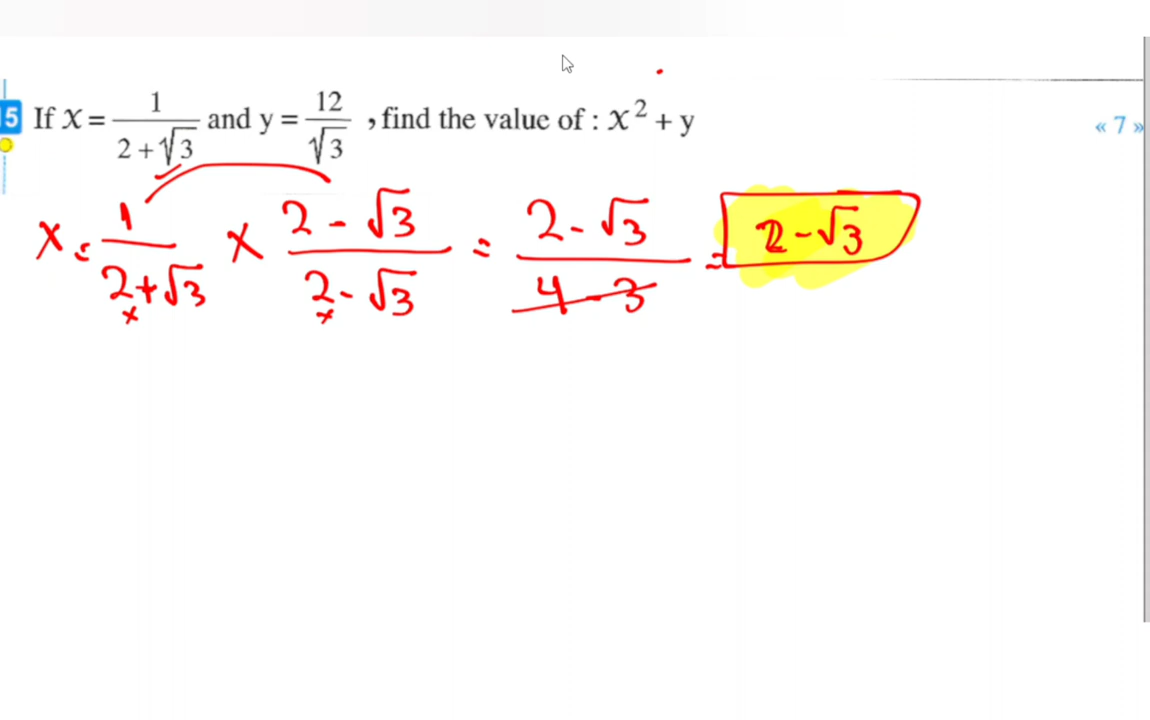 5 If x = 1/(2 + √3) and y = 12/√3 , find the value of : x² + y « 7 »
x = 1/(2+√3) × (2 - √3)/(2 - √3) = (2 - √3)/(4 - 3) = 2 - √3